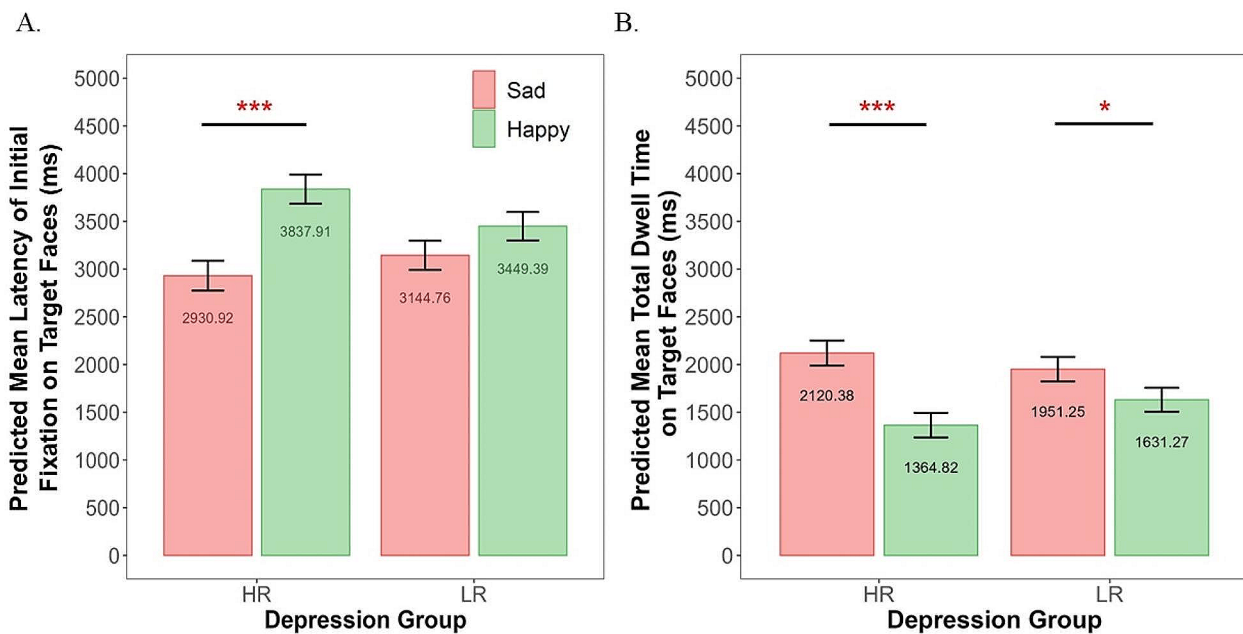 A.
Predicted Mean Latency of Initial
Fixation on Target Faces (ms)
5000
4500
4000
3500
3000
2500
2000
1500
1000
500
0
***
Sad
Happy
2930.92
3837.91
3144.76
3449.39
HR
LR
Depression Group
B.
Predicted Mean Total Dwell Time
on Target Faces (ms)
5000
4500
4000
3500
3000
2500
2000
1500
1000
500
0
***
*
2120.38
1364.82
1951.25
1631.27
HR
LR
Depression Group